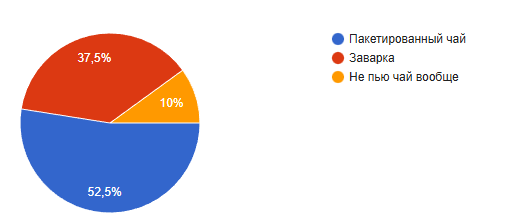 Пакетированный чай
Заварка
Не пью чай вообще
37,5%
10%
52,5%